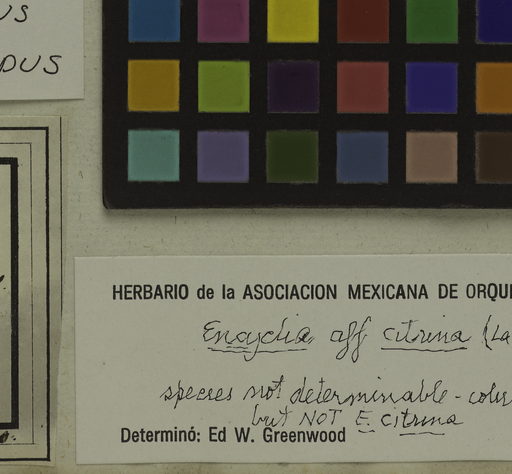 US
DUS
HERBARIO de la ASOCIACION MEXICANA DE ORQU
Encyclia aff citrina (La
species not determinable - colu
but NOT E. citrina
Determinó: Ed W. Greenwood